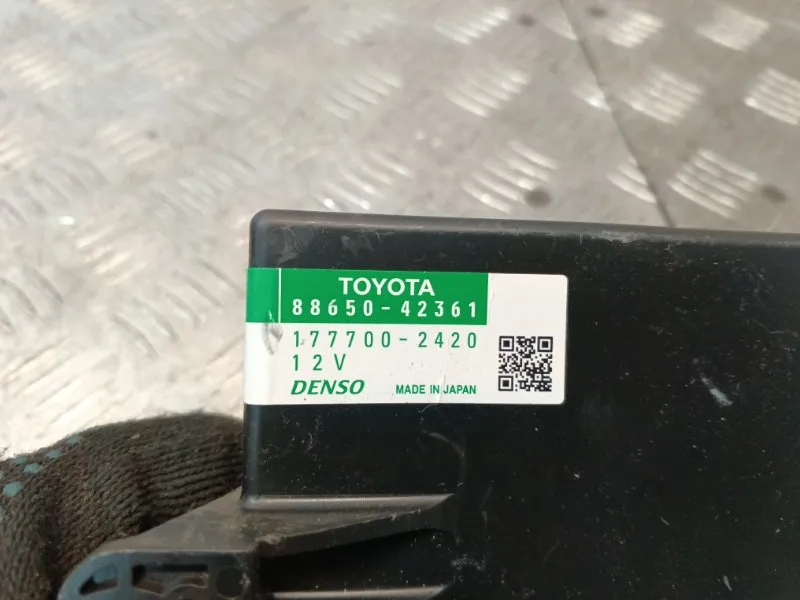 TOYOTA
88650-42361
177700-2420
12V
DENSO MADE IN JAPAN